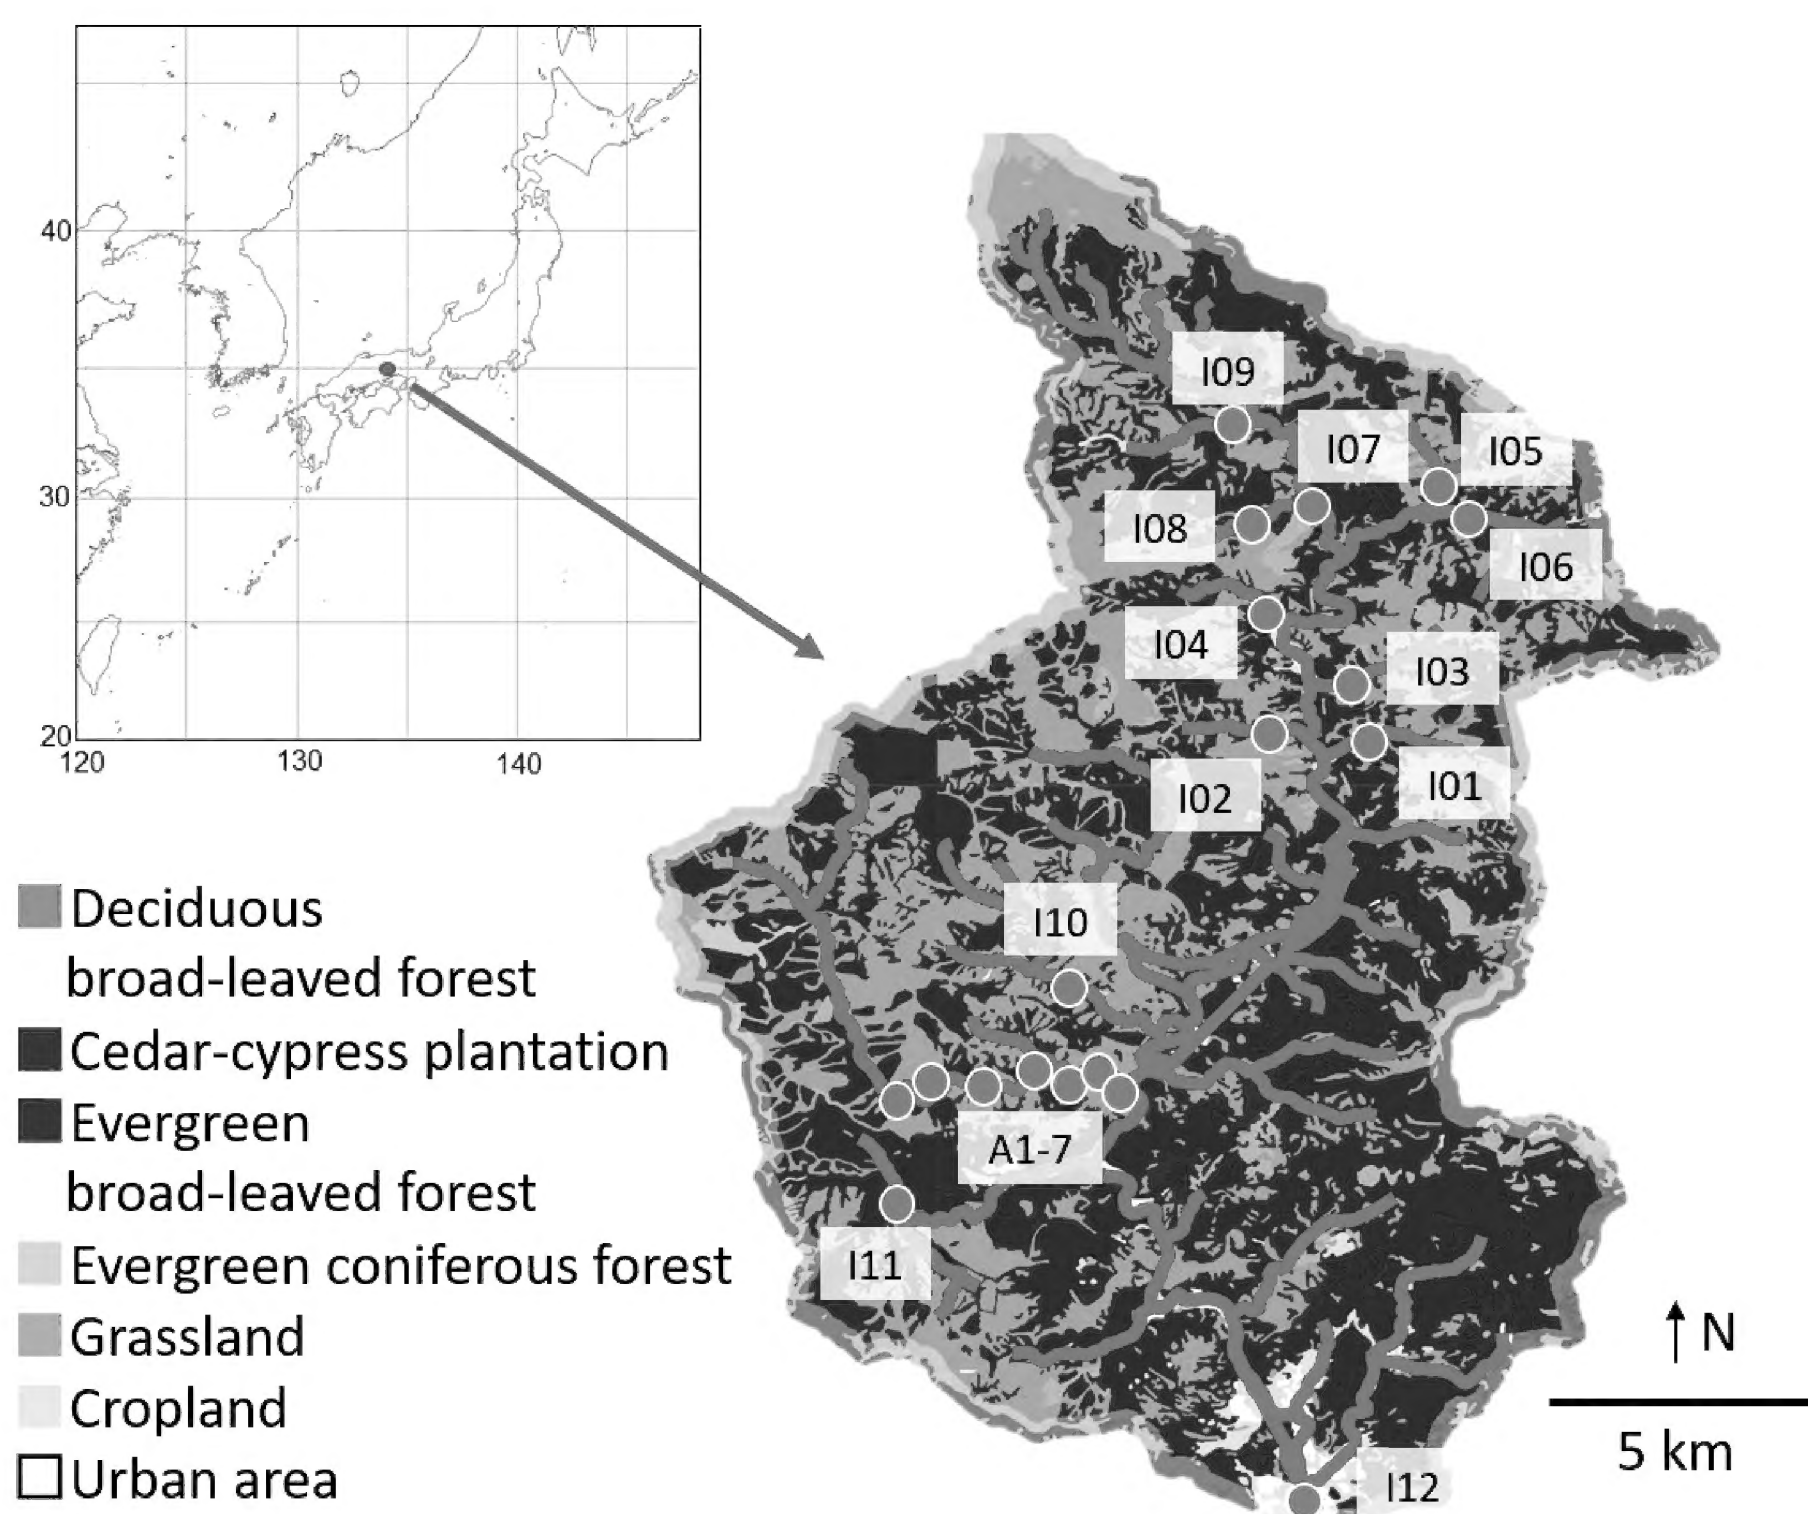 40
30
20
120
130
140
I09
I07
I05
I08
I06
I04
I03
I02
I01
I10
A1-7
I11
I12
Deciduous
broad-leaved forest
Cedar-cypress plantation
Evergreen
broad-leaved forest
Evergreen coniferous forest
Grassland
Cropland
Urban area
N
5 km